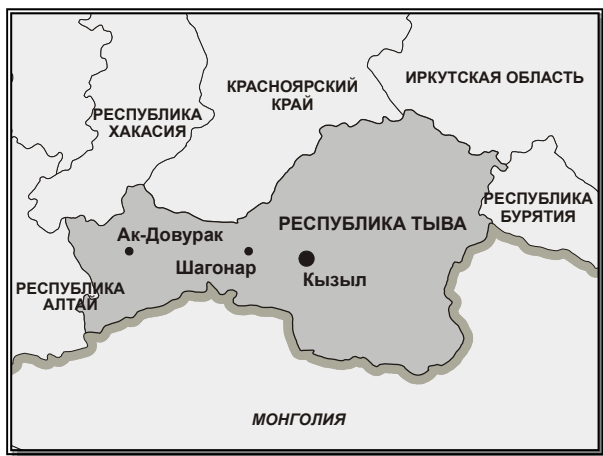 ИРКУТСКАЯ ОБЛАСТЬ
КРАСНОЯРСКИЙ
КРАЙ
РЕСПУБЛИКА
ХАКАСИЯ
РЕСПУБЛИКА
БУРЯТИЯ
РЕСПУБЛИКА ТЫВА
Ак-Довурак
Шагонар
Кызыл
РЕСПУБЛИКА
АЛТАЙ
МОНГОЛИЯ